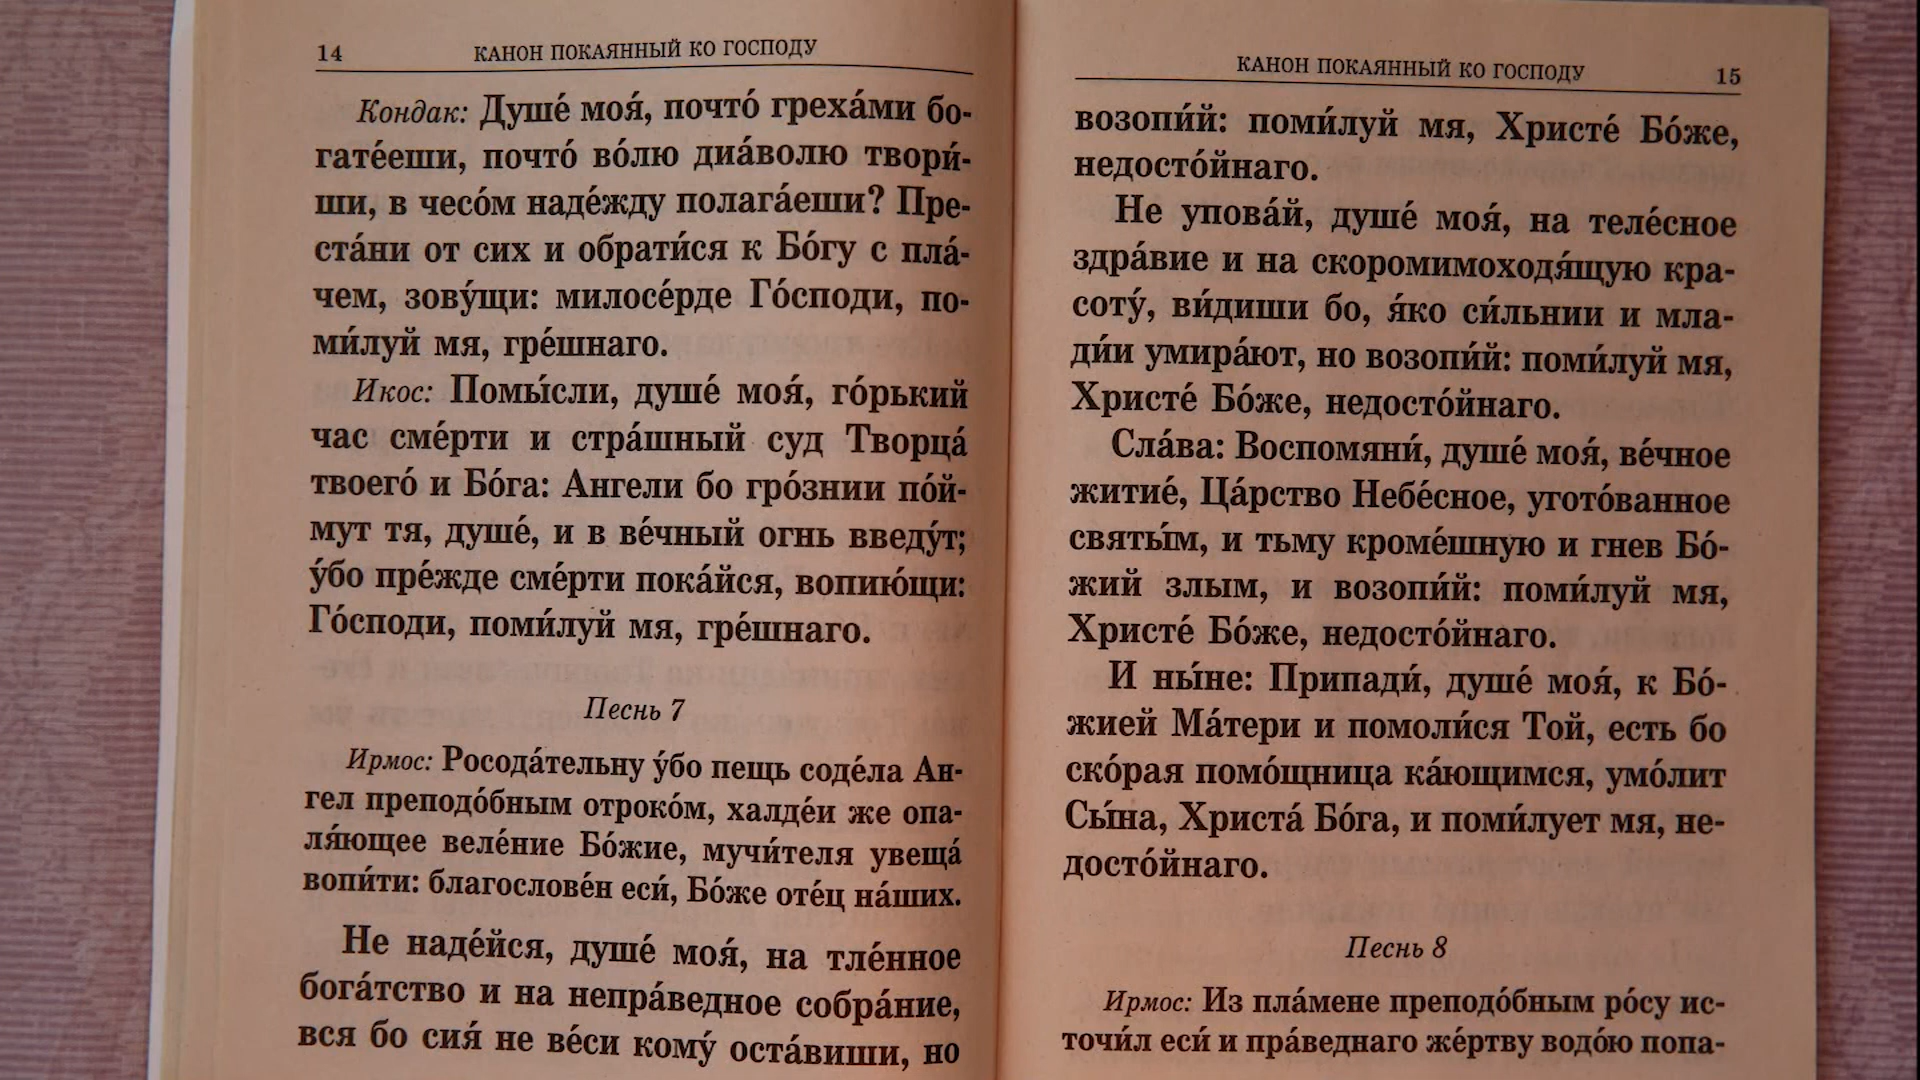 14 КАНОН ПОКАЯННЫЙ КО ГОСПОДУ
Кондак: Душе́ моя́, почто́ греха́ми бо-
гате́еши, почто́ во́лю диа́волю твори́-
ши, в чесо́м наде́жду полага́еши? Пре-
ста́ни от сих и обрати́ся к Бо́гу с пла́-
чем, зову́щи: милосе́рде Го́споди, по-
ми́луй мя, гре́шнаго.
Икос: Помы́сли, душе́ моя́, го́рький
час сме́рти и стра́шный суд Творца́
твоего́ и Бо́га: Ангели бо гро́знии по́й-
мут тя, душе́, и в ве́чный огнь введу́т;
у́бо пре́жде сме́рти пока́йся, вопию́щи:
Го́споди, поми́луй мя, гре́шнаго.
Песнь 7
Ирмос: Росода́тельну у́бо пещь соде́ла Ан-
гел преподо́бным отроко́м, халде́и же опа-
ля́ющее веле́ние Бо́жие, мучи́теля увеща́
вопи́ти: благослове́н еси́, Бо́же оте́ц на́ших.
Не наде́йся, душе́ моя́, на тле́нное
бога́тство и на непра́ведное собра́ние,
вся бо сия́ не ве́си кому́ оста́виши, но
КАНОН ПОКАЯННЫЙ КО ГОСПОДУ 15
возопи́й: поми́луй мя, Христе́ Бо́же,
недосто́йнаго.
Не упова́й, душе́ моя́, на теле́сное
здра́вие и на скоромимоходя́щую кра-
соту́, ви́диши бо, я́ко си́льнии и мла-
ди́и умира́ют, но возопи́й: поми́луй мя,
Христе́ Бо́же, недосто́йнаго.
Сла́ва: Воспомяни́, душе́ моя́, ве́чное
житие́, Ца́рство Небе́сное, угото́ванное
святы́м, и тьму кроме́шную и гнев Бо́-
жий злым, и возопи́й: поми́луй мя,
Христе́ Бо́же, недосто́йнаго.
И ны́не: Припади́, душе́ моя́, к Бо́-
жией Ма́тери и помоли́ся Той, есть бо
ско́рая помо́щница ка́ющимся, умо́лит
Сы́на, Христа́ Бо́га, и поми́лует мя, не-
досто́йнаго.
Песнь 8
Ирмос: Из пла́мене преподо́бным ро́су ис-
точи́л еси́ и пра́веднаго же́ртву водо́ю попа-